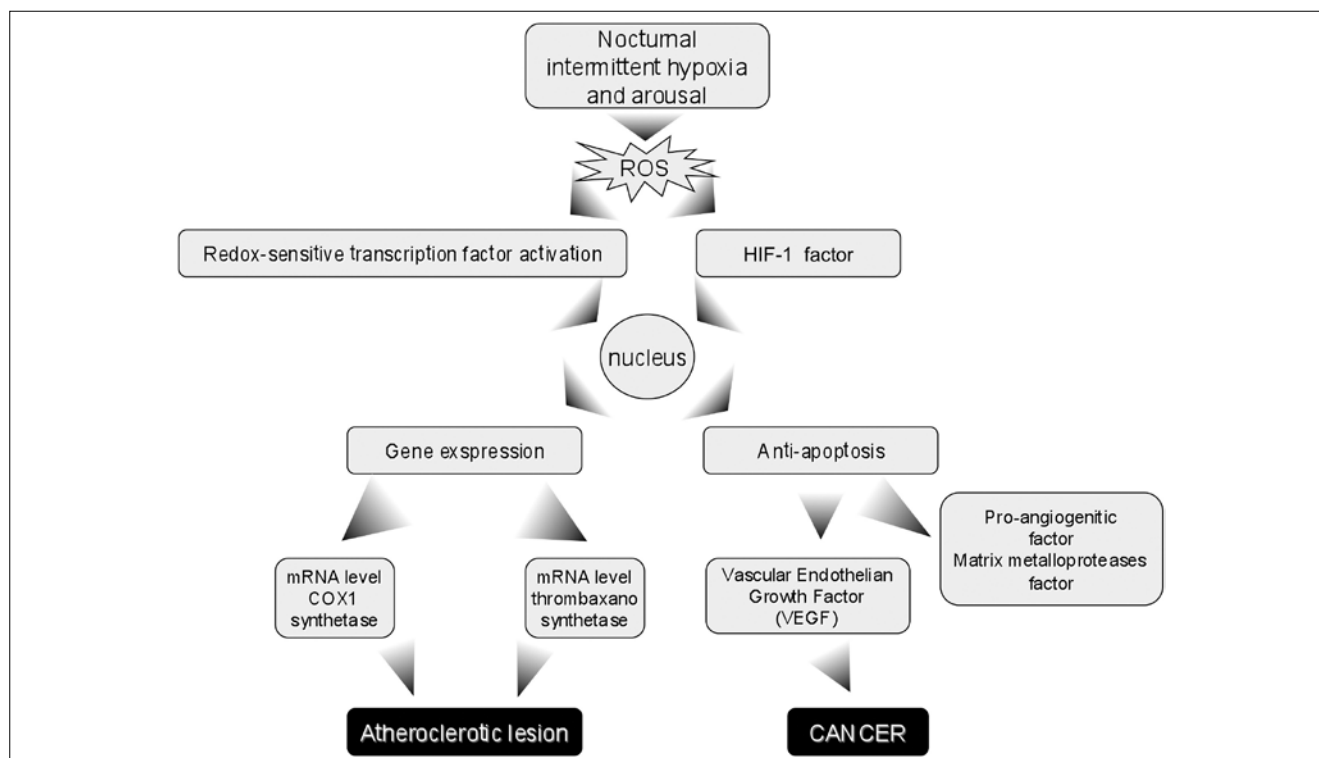 Nocturnal
intermittent hypoxia
and arousal
ROS
Redox-sensitive transcription factor activation
HIF-1 factor
nucleus
Gene exspression
Anti-apoptosis
mRNA level
COX1
synthetase
mRNA level
thrombaxano
synthetase
Vascular Endothelian
Growth Factor
(VEGF)
Pro-angiogenitic
factor
Matrix metalloproteases
factor
Atheroclerotic lesion
CANCER